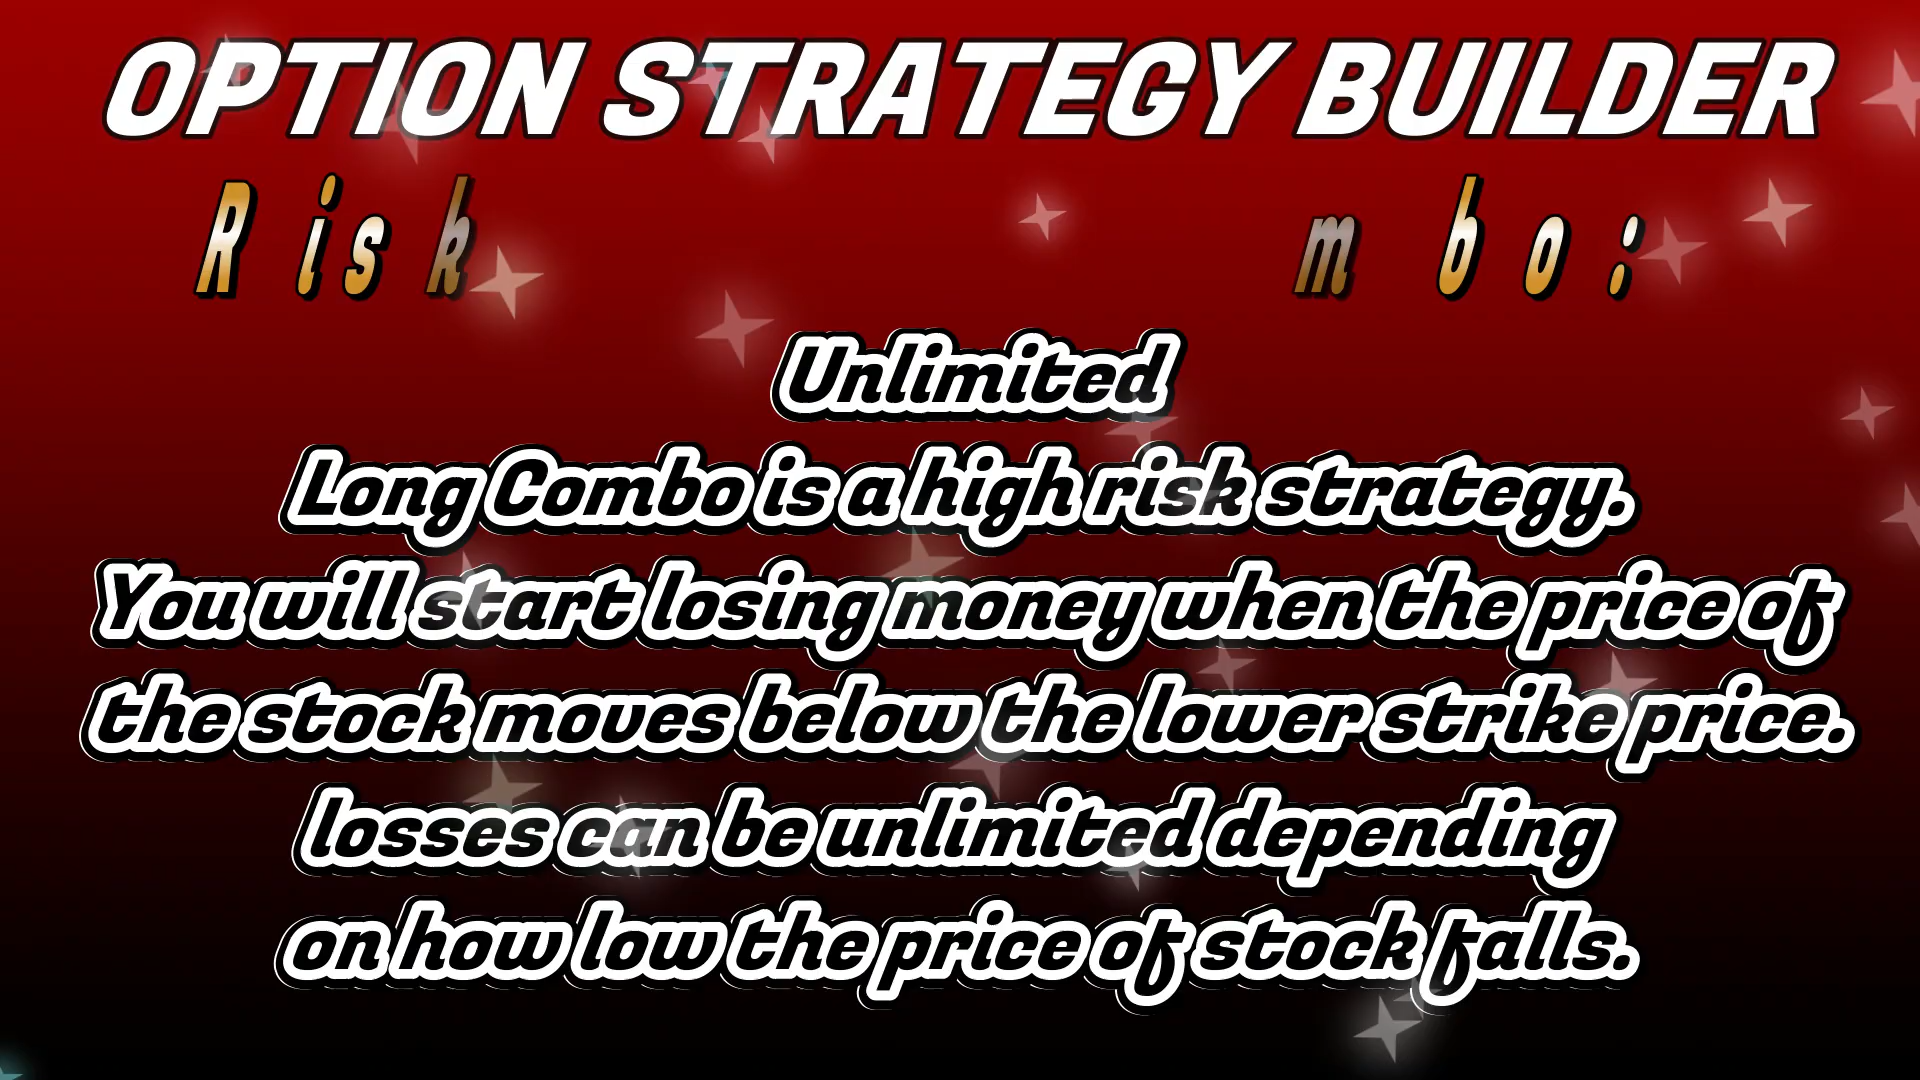 OPTION STRATEGY BUILDER
Risk mbo:
Unlimited
Long Combo is a high risk strategy.
You will start losing money when the price of
the stock moves below the lower strike price.
losses can be unlimited depending
on how low the price of stock falls.